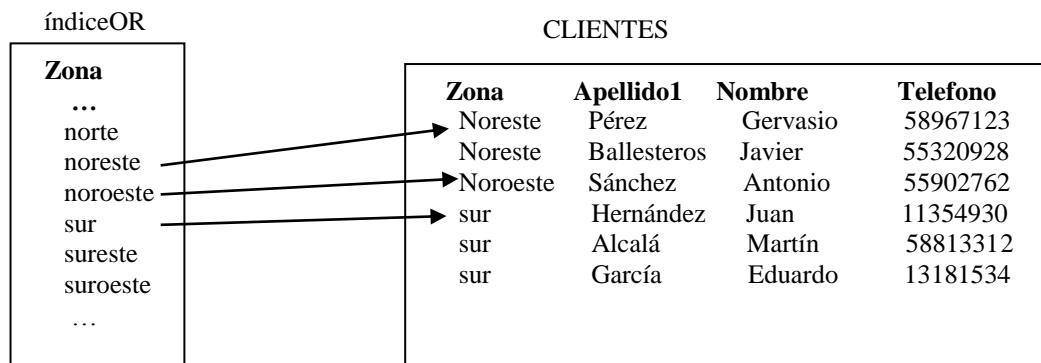 índiceOR
CLIENTES
Zona
...
norte
noreste
noroeste
sur
sureste
suroeste
...
Zona Apellido1 Nombre Telefono
Noreste Pérez Gervasio 58967123
Noreste Ballesteros Javier 55320928
Noroeste Sánchez Antonio 55902762
sur Hernández Juan 11354930
sur Alcalá Martín 58813312
sur García Eduardo 13181534